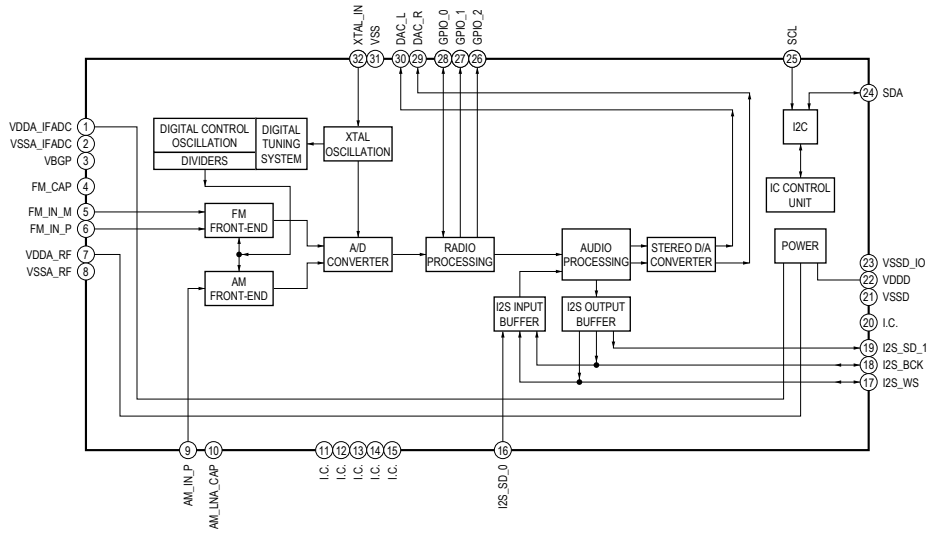 XTAL_IN
VSS
DAC_L
DAC_R
GPIO_0
GPIO_1
GPIO_2
SCL
32
31
30
29
28
27
26
25
1
VDDA_IFADC
2
VSSA_IFADC
3
VBGP
4
FM_CAP
5
FM_IN_M
6
FM_IN_P
7
VDDA_RF
8
VSSA_RF
DIGITAL CONTROL
OSCILLATION
DIVIDERS
DIGITAL
TUNING
SYSTEM
XTAL
OSCILLATION
FM
FRONT-END
AM
FRONT-END
A/D
CONVERTER
RADIO
PROCESSING
AUDIO
PROCESSING
STEREO D/A
CONVERTER
I2S INPUT
BUFFER
I2S OUTPUT
BUFFER
I2C
IC CONTROL
UNIT
POWER
24
SDA
23
VSSD_IO
22
VDDD
21
VSSD
20
I.C.
19
I2S_SD_1
18
I2S_BCK
17
I2S_WS
9
10
11
12
13
14
15
16
AM_IN_P
AM_LNA_CAP
I.C.
I.C.
I.C.
I.C.
I.C.
I2S_SD_0